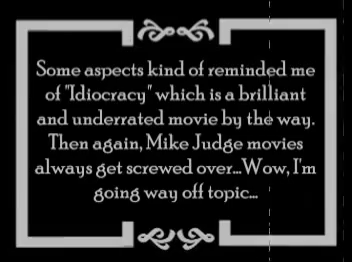 Some aspects kind of reminded me
of "Idiocracy" which is a brilliant
and underrated movie by the way.
Then again, Mike Judge movies
always get screwed over...Wow, I'm
going way off topic...